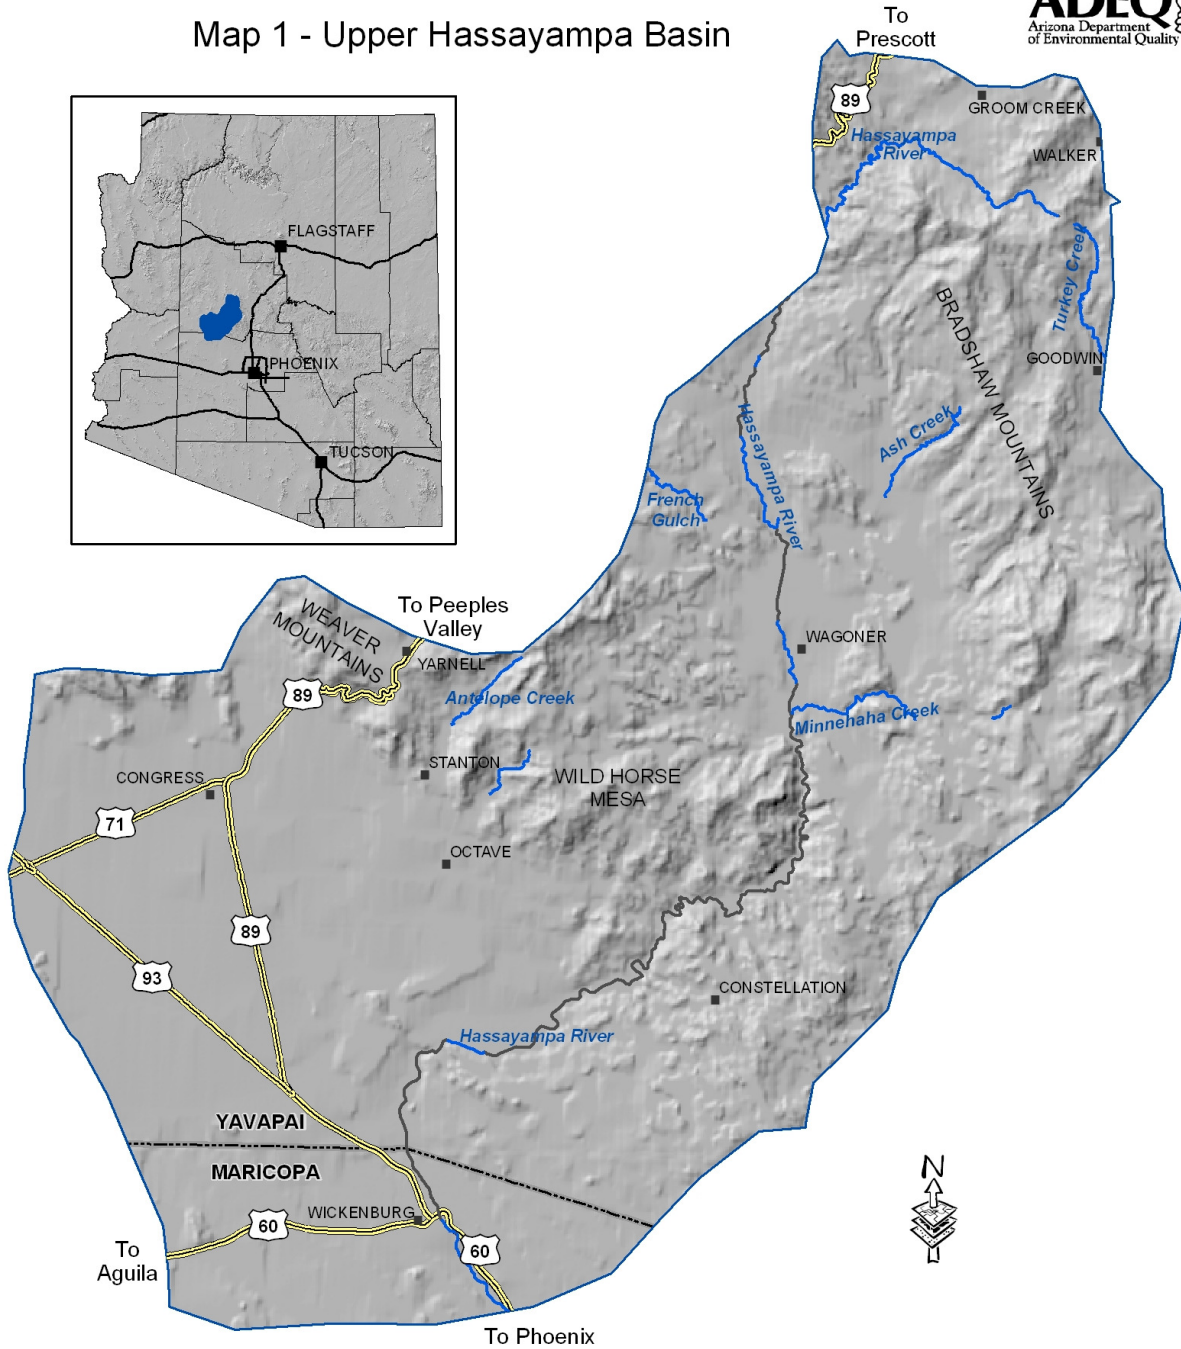 Map 1 - Upper Hassayampa Basin
ADEQ
Arizona Department
of Environmental Quality
To
Prescott
89
GROOM CREEK
Hassayampa
River
WALKER
FLAGSTAFF
PHOENIX
TUCSON
Turkey Creek
BRADSHAW MOUNTAINS
GOODWIN
Hassayampa River
Ash Creek
French
Gulch
WEAVER
MOUNTAINS
To Peeples
Valley
YARNELL
WAGONER
89
Antelope Creek
Minnehaha Creek
STANTON
WILD HORSE
MESA
CONGRESS
71
OCTAVE
89
93
CONSTELLATION
Hassayampa River
YAVAPAI
MARICOPA
N
WICKENBURG
60
60
To
Aguila
To Phoenix